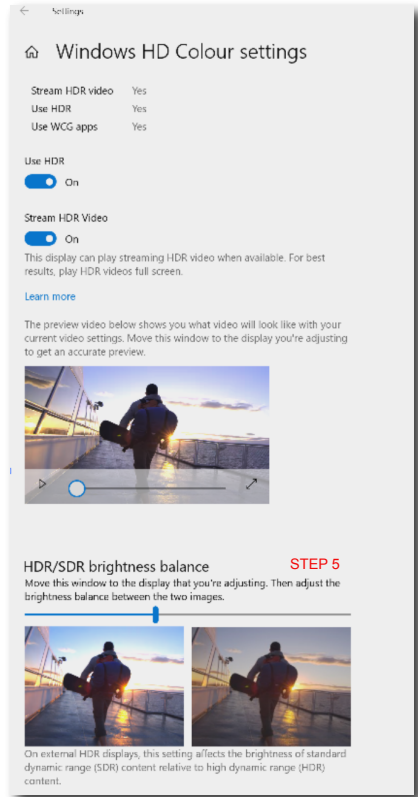 Settings
Windows HD Colour settings
Stream HDR video Yes
Use HDR Yes
Use WCG apps Yes
Use HDR
On
Stream HDR Video
On
This display can play streaming HDR video when available. For best
results, play HDR videos full screen.
Learn more
The preview video below shows you what video will look like with your
current video settings. Move this window to the display you're adjusting
to get an accurate preview.
HDR/SDR brightness balance STEP 5
Move this window to the display that you're adjusting. Then adjust the
brightness balance between the two images.
On external HDR displays, this setting affects the brightness of standard
dynamic range (SDR) content relative to high dynamic range (HDR)
content.